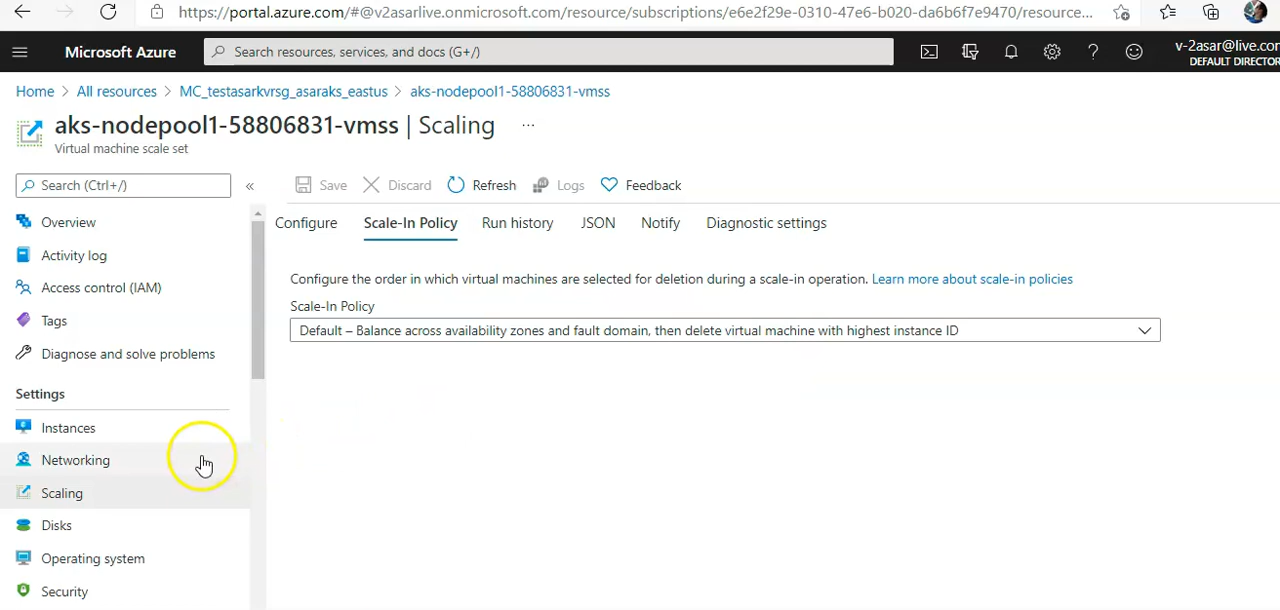 https://portal.azure.com/#@v2asarlive.onmicrosoft.com/resource/subscriptions/e6e2f29e-0310-47e6-b020-da6b6f7e9470/resource...
Microsoft Azure
Search resources, services, and docs (G+/)
v-2asar@live.com
DEFAULT DIRECTOR
Home > All resources > MC_testasarkvrsg_asaraks_eastus > aks-nodepool1-58806831-vmss
aks-nodepool1-58806831-vmss | Scaling ...
Virtual machine scale set
Search (Ctrl+/)
«
Save
Discard
Refresh
Logs
Feedback
Overview
Activity log
Access control (IAM)
Tags
Diagnose and solve problems
Settings
Instances
Networking
Scaling
Disks
Operating system
Security
Configure
Scale-In Policy
Run history
JSON
Notify
Diagnostic settings
Configure the order in which virtual machines are selected for deletion during a scale-in operation. Learn more about scale-in policies
Scale-In Policy
Default – Balance across availability zones and fault domain, then delete virtual machine with highest instance ID